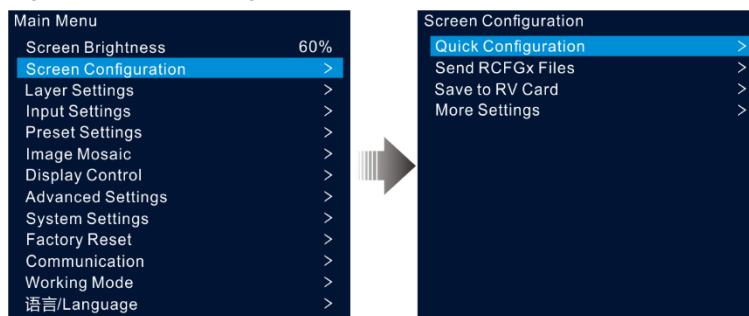 Main Menu
Screen Brightness 60%
Screen Configuration >
Layer Settings >
Input Settings >
Preset Settings >
Image Mosaic >
Display Control >
Advanced Settings >
System Settings >
Factory Reset >
Communication >
Working Mode >
语言/Language >
Screen Configuration
Quick Configuration >
Send RCFGx Files >
Save to RV Card >
More Settings >